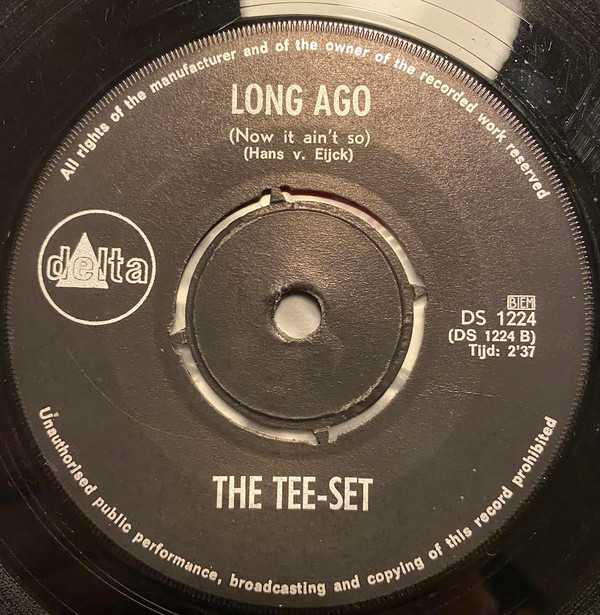 All rights of the manufacturer and of the owner of the recorded work reserved
LONG AGO
(Now it ain't so)
(Hans v. Eijck)
delta
BIEM
DS 1224
(DS 1224 B)
Tijd: 2'37
THE TEE-SET
Unauthorised public performance, broadcasting and copying of this record prohibited